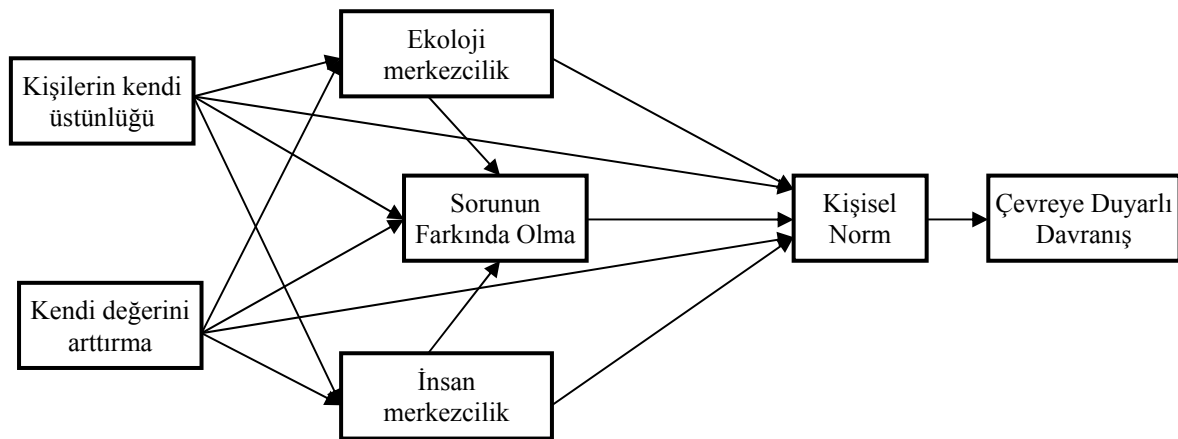 Kişilerin kendi
üstünlüğü
Kendi değerini
arttırma
Ekoloji
merkezcilik
Sorunun
Farkında Olma
İnsan
merkezcilik
Kişisel
Norm
Çevreye Duyarlı
Davranış